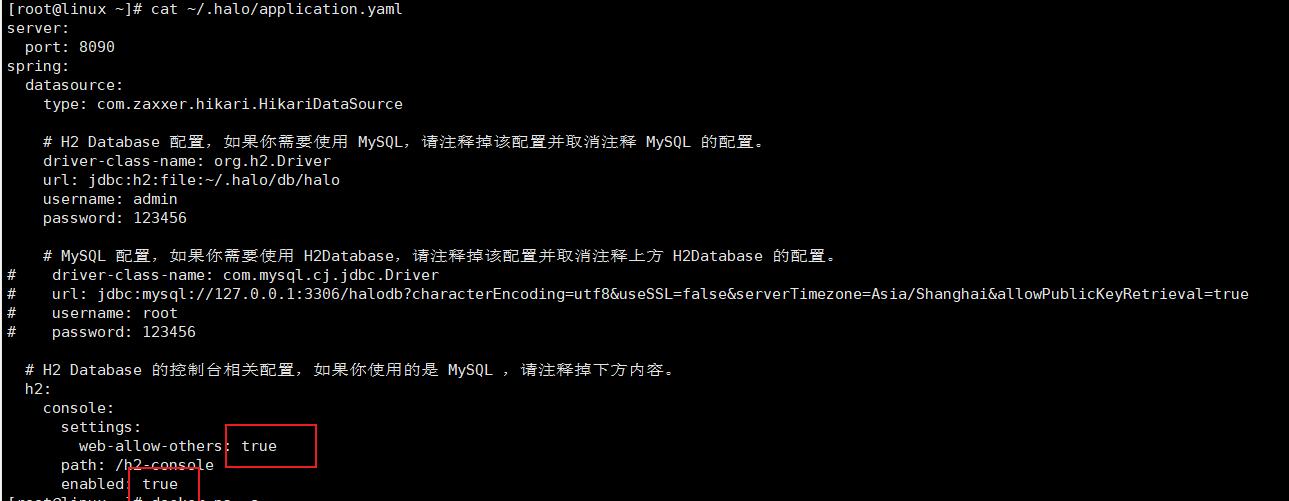 [root@linux ~]# cat ~/.halo/application.yaml
server:
  port: 8090
spring:
  datasource:
    type: com.zaxxer.hikari.HikariDataSource
    # H2 Database 配置，如果你需要使用 MySQL，请注释掉该配置并取消注释 MySQL 的配置。
    driver-class-name: org.h2.Driver
    url: jdbc:h2:file:~/.halo/db/halo
    username: admin
    password: 123456
    # MySQL 配置，如果你需要使用 H2Database，请注释掉该配置并取消注释上方 H2Database 的配置。
#    driver-class-name: com.mysql.cj.jdbc.Driver
#    url: jdbc:mysql://127.0.0.1:3306/halodb?characterEncoding=utf8&useSSL=false&serverTimezone=Asia/Shanghai&allowPublicKeyRetrieval=true
#    username: root
#    password: 123456
  # H2 Database 的控制台相关配置，如果你使用的是 MySQL ，请注释掉下方内容。
  h2:
    console:
      settings:
        web-allow-others: true
      path: /h2-console
      enabled: true